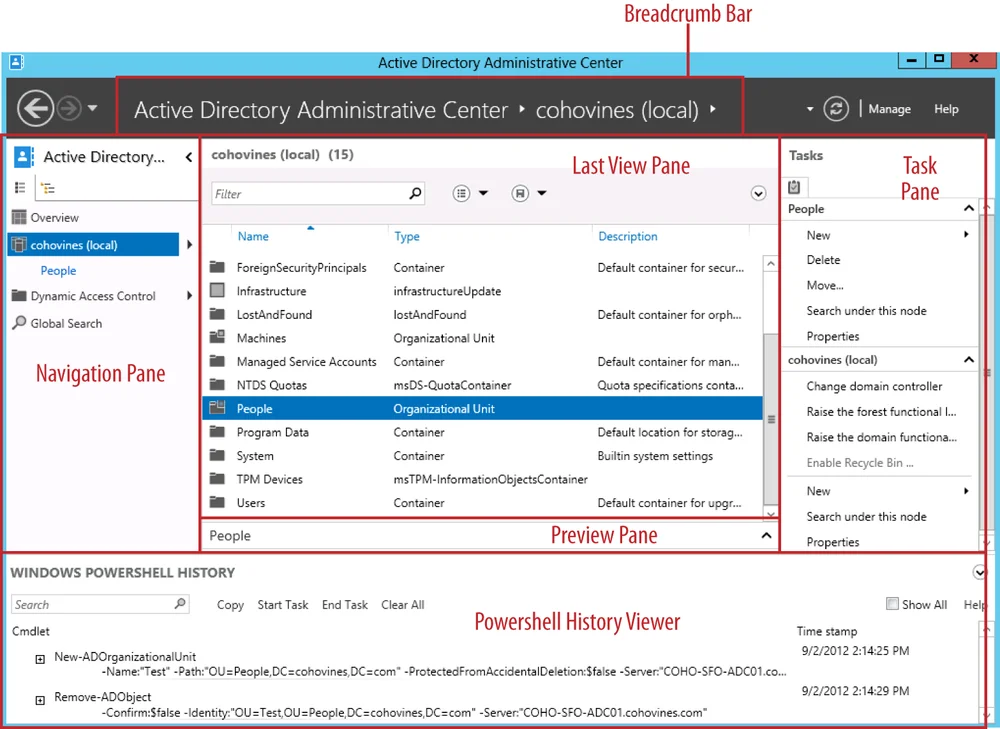 Breadcrumb Bar
Active Directory Administrative Center
Active Directory Administrative Center cohovines (local)
Manage Help
Active Directory...
Overview
cohovines (local)
People
Dynamic Access Control
Global Search
Navigation Pane
cohovines (local) (15)
Last View Pane
Filter
Name Type Description
ForeignSecurityPrincipals Container Default container for secur...
Infrastructure infrastructureUpdate
LostAndFound lostAndFound Default container for orph...
Machines Organizational Unit
Managed Service Accounts Container Default container for man...
NTDS Quotas msDS-QuotaContainer Quota specifications conta...
People Organizational Unit
Program Data Container Default location for storag...
System Container Builtin system settings
TPM Devices msTPM-InformationObjectsContainer
Users Container Default container for upgr...
People
Preview Pane
Tasks
Task
Pane
People
New
Delete
Move...
Search under this node
Properties
cohovines (local)
Change domain controller
Raise the forest functional l...
Raise the domain functiona...
Enable Recycle Bin ...
New
Search under this node
Properties
WINDOWS POWERSHELL HISTORY
Search Copy Start Task End Task Clear All Show All Help
Powershell History Viewer
Cmdlet Time stamp
New-ADOrganizationalUnit 9/2/2012 2:14:25 PM
-Name:"Test" -Path:"OU=People,DC=cohovines,DC=com" -ProtectedFromAccidentalDeletion:$false -Server:"COHO-SFO-ADC01.co...
Remove-ADObject 9/2/2012 2:14:29 PM
-Confirm:$false -Identity:"OU=Test,OU=People,DC=cohovines,DC=com" -Server:"COHO-SFO-ADC01.cohovines.com"